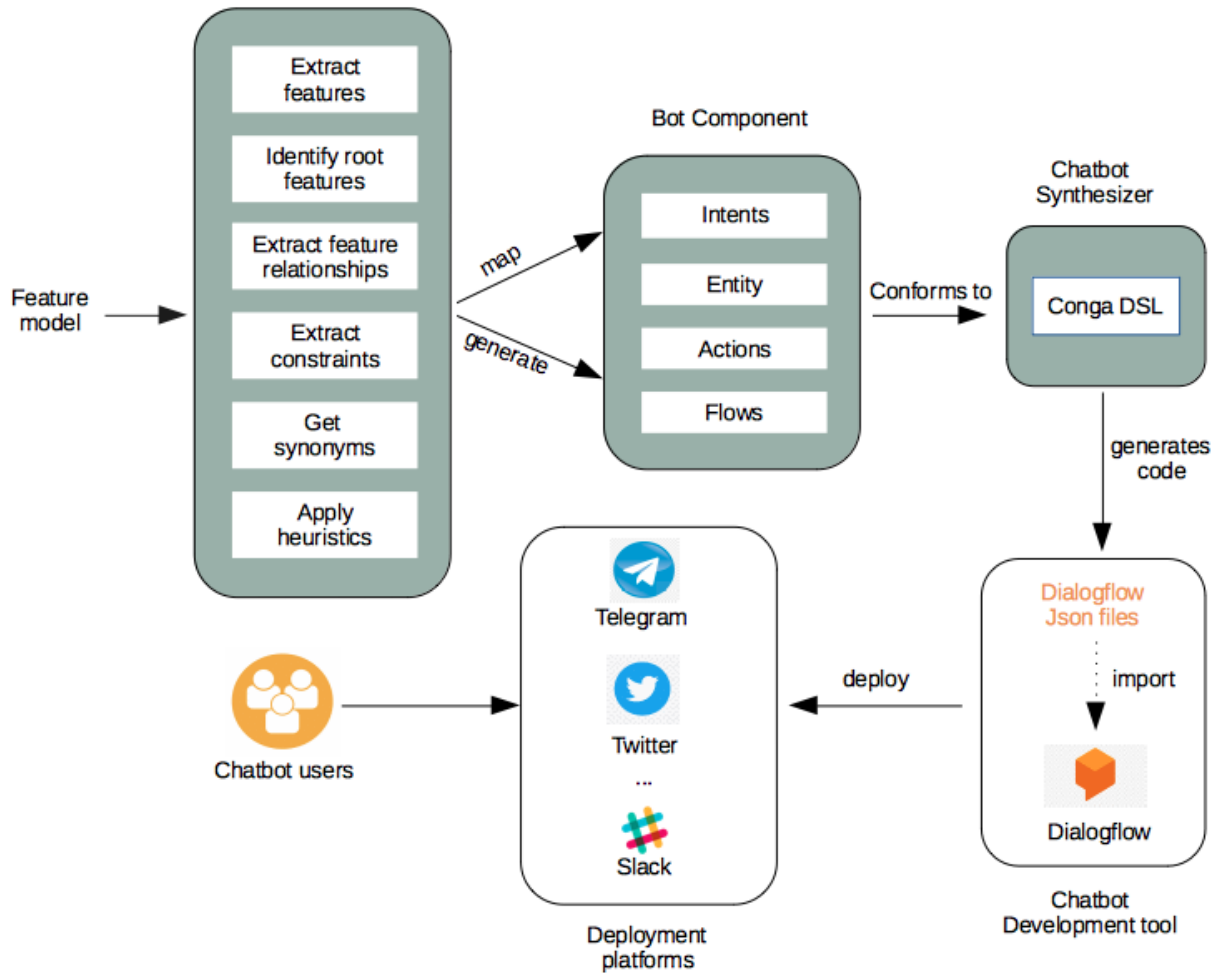 Extract
features
Identify root
features
Extract feature
relationships
Extract
constraints
Get
synonyms
Apply
heuristics
Feature
model
map
generate
Bot Component
Intents
Entity
Actions
Flows
Conforms to
Chatbot
Synthesizer
Conga DSL
generates
code
Dialogflow
Json files
import
Dialogflow
Chatbot
Development tool
deploy
Telegram
Twitter
...
Slack
Deployment
platforms
Chatbot users